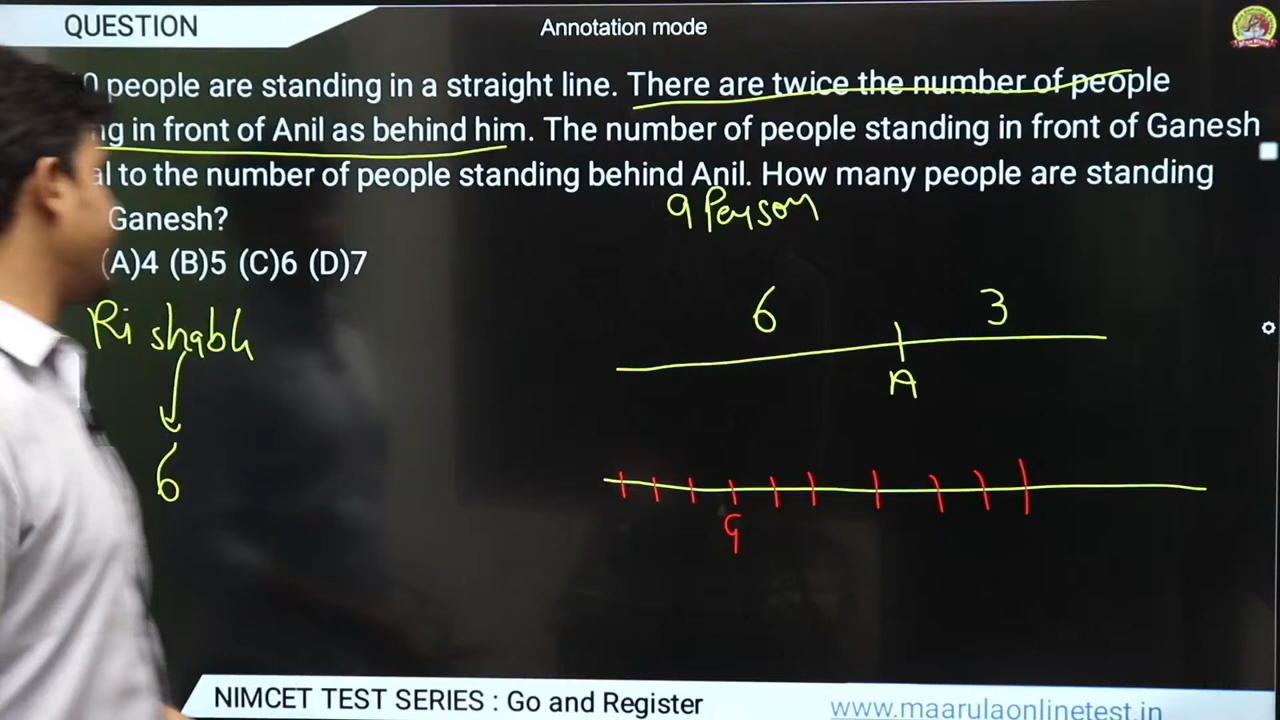 QUESTION
Annotation mode
0 people are standing in a straight line. There are twice the number of people
ng in front of Anil as behind him. The number of people standing in front of Ganesh
al to the number of people standing behind Anil. How many people are standing
Ganesh?
9 Person
(A)4 (B)5 (C)6 (D)7
Rishabh
6 3
A
6
G
NIMCET TEST SERIES : Go and Register
www.maarulaonlinetest.in